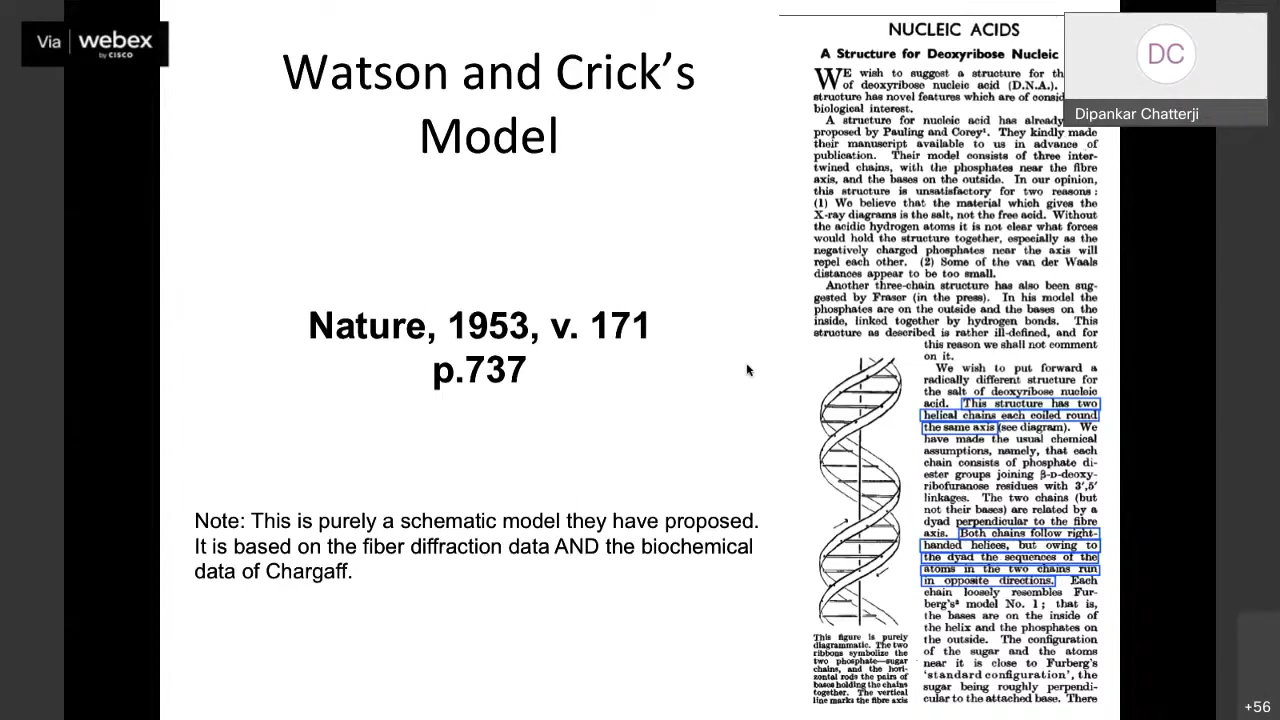 Via | webex
by CISCO
Watson and Crick’s
Model
Nature, 1953, v. 171
p.737
Note: This is purely a schematic model they have proposed.
It is based on the fiber diffraction data AND the biochemical
data of Chargaff.
NUCLEIC ACIDS
A Structure for Deoxyribose Nucleic
WE wish to suggest a structure for th
of deoxyribose nucleic acid (D.N.A.).
structure has novel features which are of consid
biological interest.
A structure for nucleic acid has already
proposed by Pauling and Corey¹. They kindly made
their manuscript available to us in advance of
publication. Their model consists of three inter-
twined chains, with the phosphates near the fibre
axis, and the bases on the outside. In our opinion,
this structure is unsatisfactory for two reasons :
(1) We believe that the material which gives the
X-ray diagrams is the salt, not the free acid. Without
the acidic hydrogen atoms it is not clear what forces
would hold the structure together, especially as the
negatively charged phosphates near the axis will
repel each other. (2) Some of the van der Waals
distances appear to be too small.
Another three-chain structure has also been sug-
gested by Fraser (in the press). In his model the
phosphates are on the outside and the bases on the
inside, linked together by hydrogen bonds. This
structure as described is rather ill-defined, and for
this reason we shall not comment
on it.
We wish to put forward a
radically different structure for
the salt of deoxyribose nucleic
acid. This structure has two
helical chains each coiled round
the same axis (see diagram). We
have made the usual chemical
assumptions, namely, that each
chain consists of phosphate di-
ester groups joining β-D-deoxy-
ribofuranose residues with 3′,5′
linkages. The two chains (but
not their bases) are related by a
dyad perpendicular to the fibre
axis. Both chains follow right-
handed helices, but owing to
the dyad the sequences of the
atoms in the two chains run
in opposite directions. Each
chain loosely resembles Fur-
berg's² model No. 1 ; that is,
the bases are on the inside of
the helix and the phosphates on
the outside. The configuration
of the sugar and the atoms
near it is close to Furberg's
'standard configuration', the
sugar being roughly perpendi-
cular to the attached base. There
This figure is purely
diagrammatic. The two
ribbons symbolize the
two phosphate—sugar
chains, and the hori-
zontal rods the pairs of
bases holding the chains
together. The vertical
line marks the fibre axis
DC
Dipankar Chatterji
+56